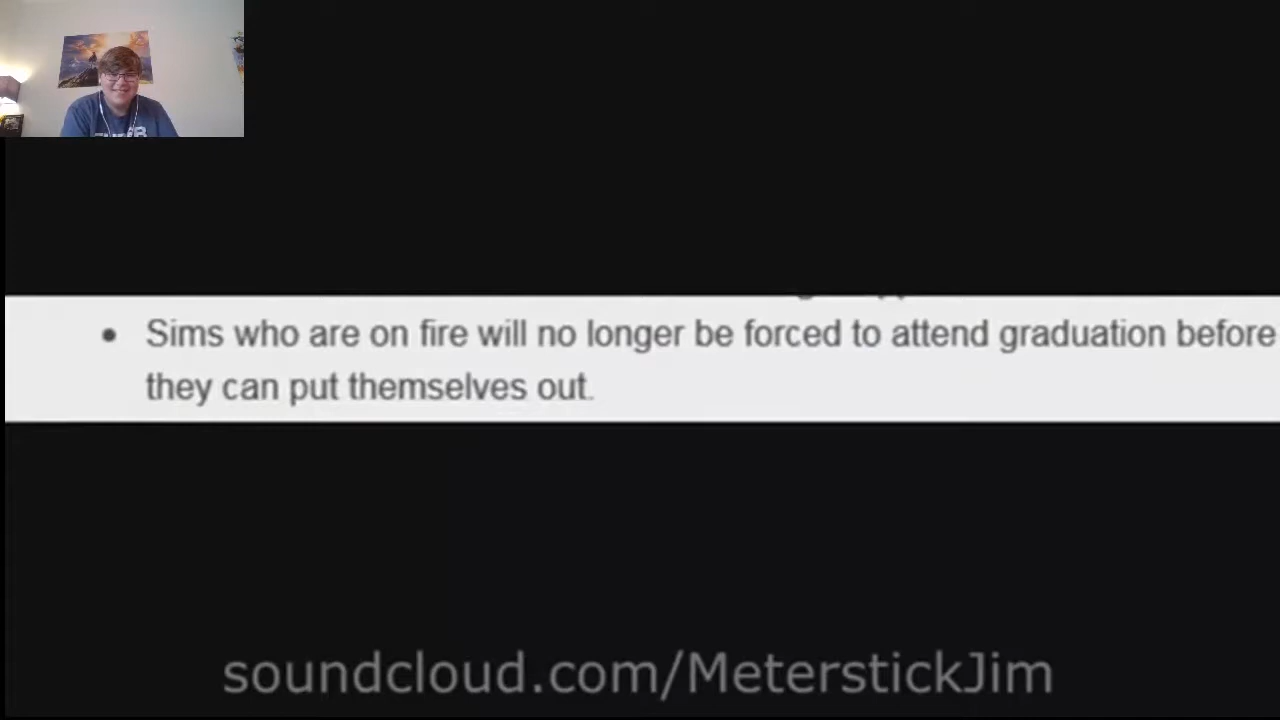 • Sims who are on fire will no longer be forced to attend graduation before
they can put themselves out.
soundcloud.com/MeterstickJim